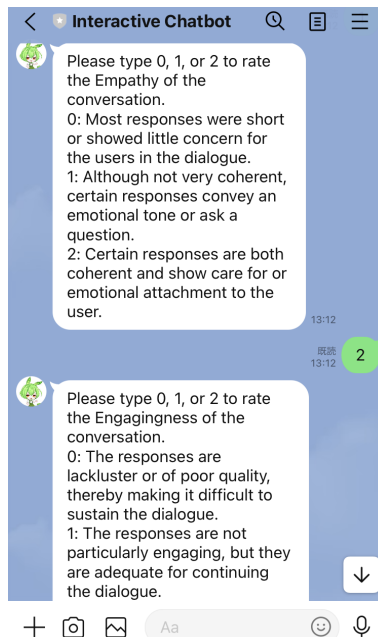 Interactive Chatbot
Please type 0, 1, or 2 to rate
the Empathy of the
conversation.
0: Most responses were short
or showed little concern for
the users in the dialogue.
1: Although not very coherent,
certain responses convey an
emotional tone or ask a
question.
2: Certain responses are both
coherent and show care for or
emotional attachment to the
user.
13:12
既読
13:12
2
Please type 0, 1, or 2 to rate
the Engagingness of the
conversation.
0: The responses are
lackluster or of poor quality,
thereby making it difficult to
sustain the dialogue.
1: The responses are not
particularly engaging, but they
are adequate for continuing
the dialogue.
Aa